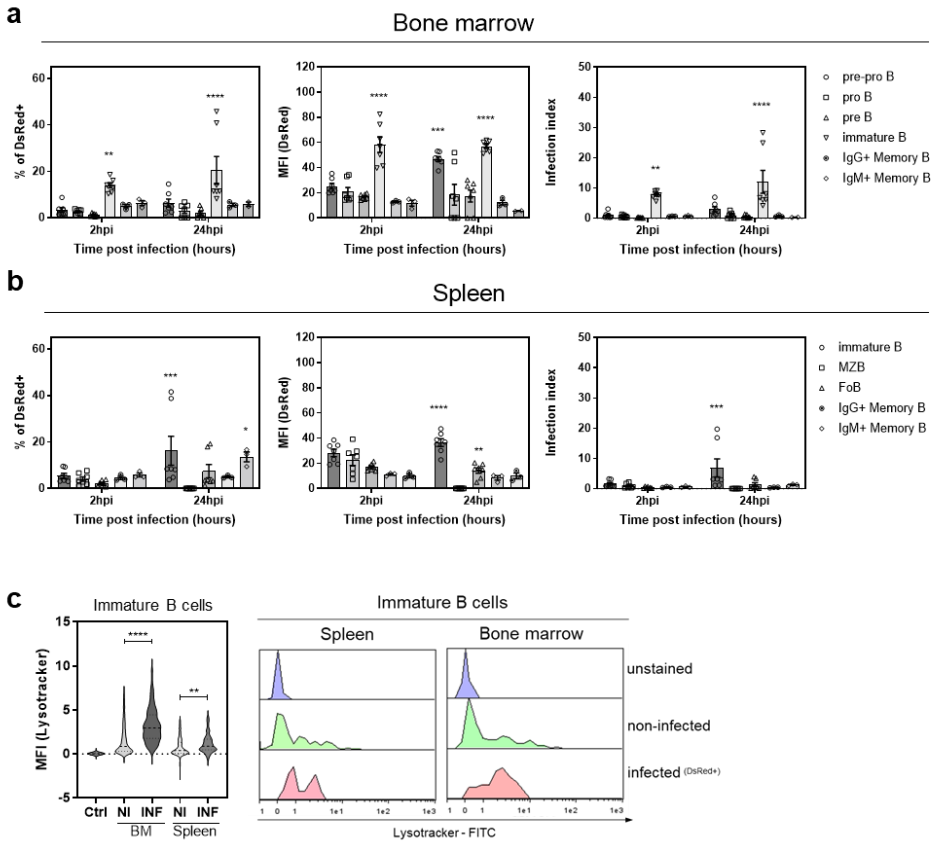 a
Bone marrow
% of DsRed+
60
40
20
0
**
****
2hpi
24hpi
Time post infection (hours)
MFI (DsRed)
120
100
80
60
40
20
0
****
***
****
2hpi
24hpi
Time post infection (hours)
Infection index
50
40
30
20
10
0
**
****
2hpi
24hpi
Time post infection (hours)
pre-pro B
pro B
pre B
immature B
IgG+ Memory B
IgM+ Memory B
b
Spleen
% of DsRed+
60
40
20
0
***
*
2hpi
24hpi
Time post infection (hours)
MFI (DsRed)
120
100
80
60
40
20
0
****
**
2hpi
24hpi
Time post infection (hours)
Infection index
50
40
30
20
10
0
***
2hpi
24hpi
Time post infection (hours)
immature B
MZB
FoB
IgG+ Memory B
IgM+ Memory B
c
Immature B cells
MFI (Lysotracker)
15
10
5
0
-5
****
**
Ctrl NI INF NI INF
BM Spleen
Immature B cells
Spleen
Bone marrow
unstained
non-infected
infected (DsRed+)
-1 0 1 1e1 1e2 1e3
-1 0 1 1e1 1e2 1e3
Lysotracker - FITC